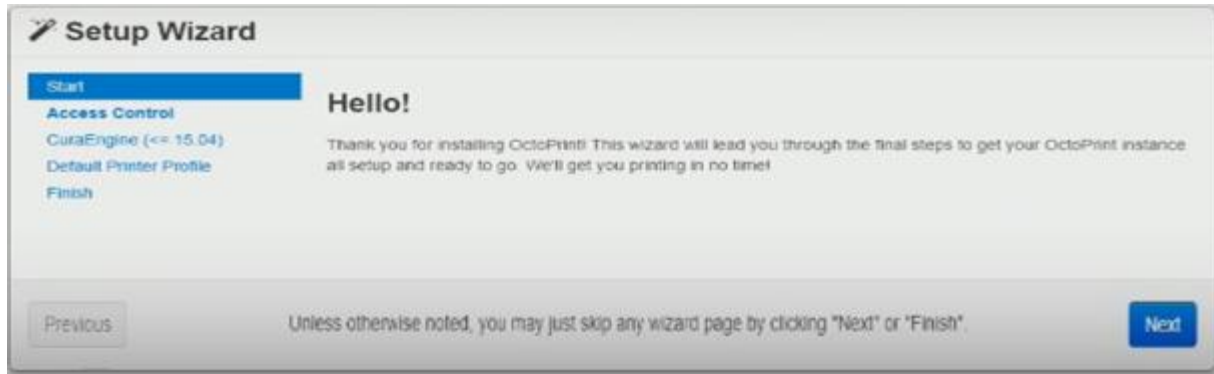 Setup Wizard
Start
Access Control
CuraEngine (<= 15.04)
Default Printer Profile
Finish
Hello!
Thank you for installing OctoPrint! This wizard will lead you through the final steps to get your OctoPrint instance
all setup and ready to go. We'll get you printing in no time!
Previous
Unless otherwise noted, you may just skip any wizard page by clicking "Next" or "Finish".
Next